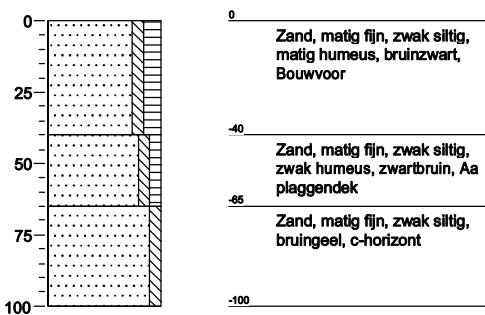 0
25
50
75
100
0
Zand, matig fijn, zwak siltig,
matig humeus, bruinzwart,
Bouwvoor
-40
Zand, matig fijn, zwak siltig,
zwak humeus, zwartbruin, Aa
plaggendek
-65
Zand, matig fijn, zwak siltig,
bruingeel, c-horizont
-100